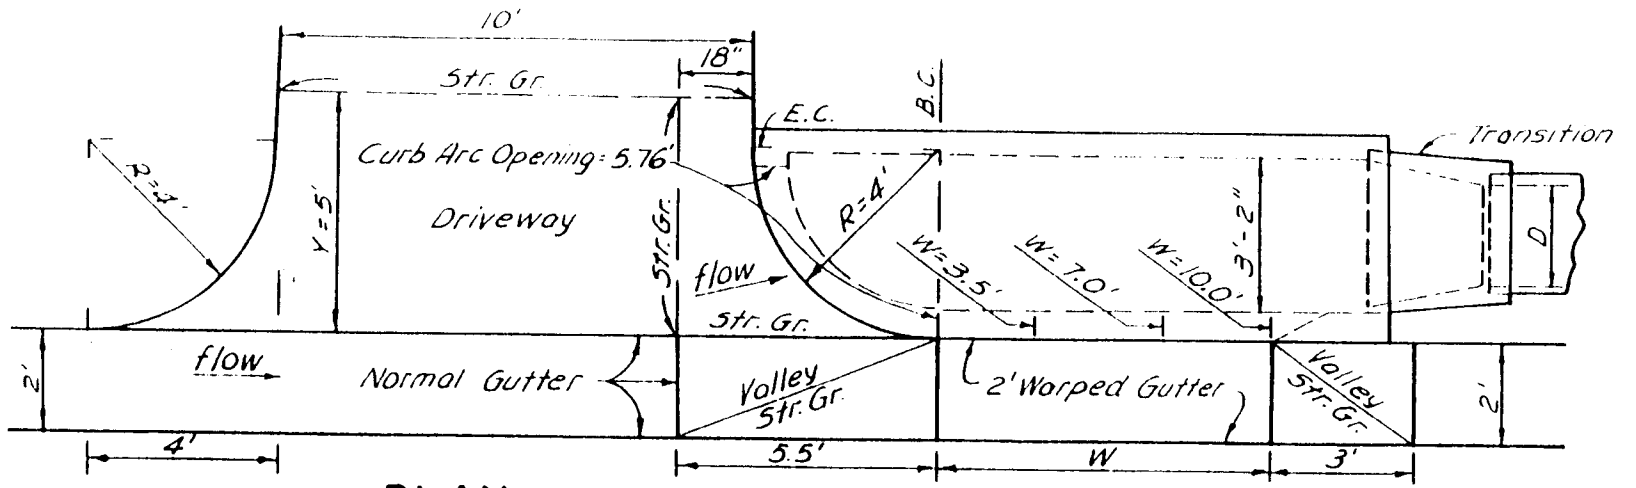 10'
18"
Str. Gr.
B.C.
E.C.
Transition
Curb Arc Opening = 5.76'
R=4'
Y=5'
Driveway
Str. Gr.
R=4'
W=3.5'
W=7.0'
W=10.0'
3'-2"
D
flow
Str. Gr.
2'
flow
Normal Gutter
Valley
Str. Gr.
2' Warped Gutter
Valley
Str. Gr.
2'
4'
5.5'
W
3'